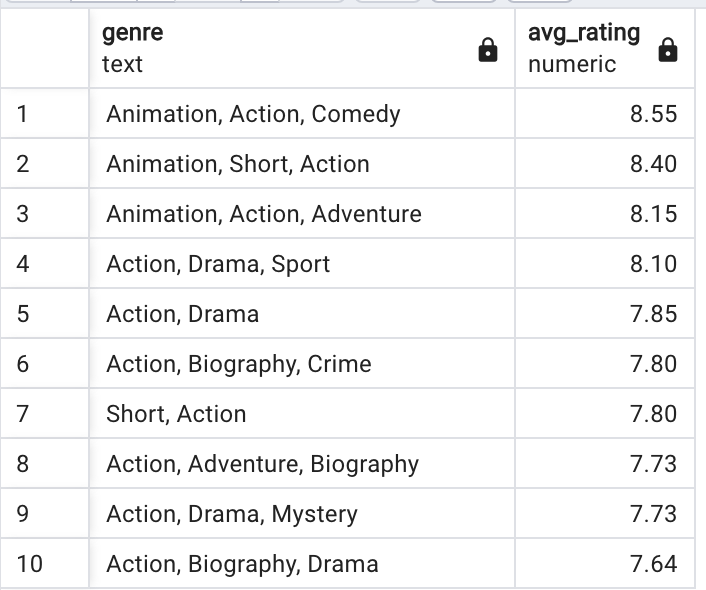 genre avg_rating
text numeric
1 Animation, Action, Comedy 8.55
2 Animation, Short, Action 8.40
3 Animation, Action, Adventure 8.15
4 Action, Drama, Sport 8.10
5 Action, Drama 7.85
6 Action, Biography, Crime 7.80
7 Short, Action 7.80
8 Action, Adventure, Biography 7.73
9 Action, Drama, Mystery 7.73
10 Action, Biography, Drama 7.64